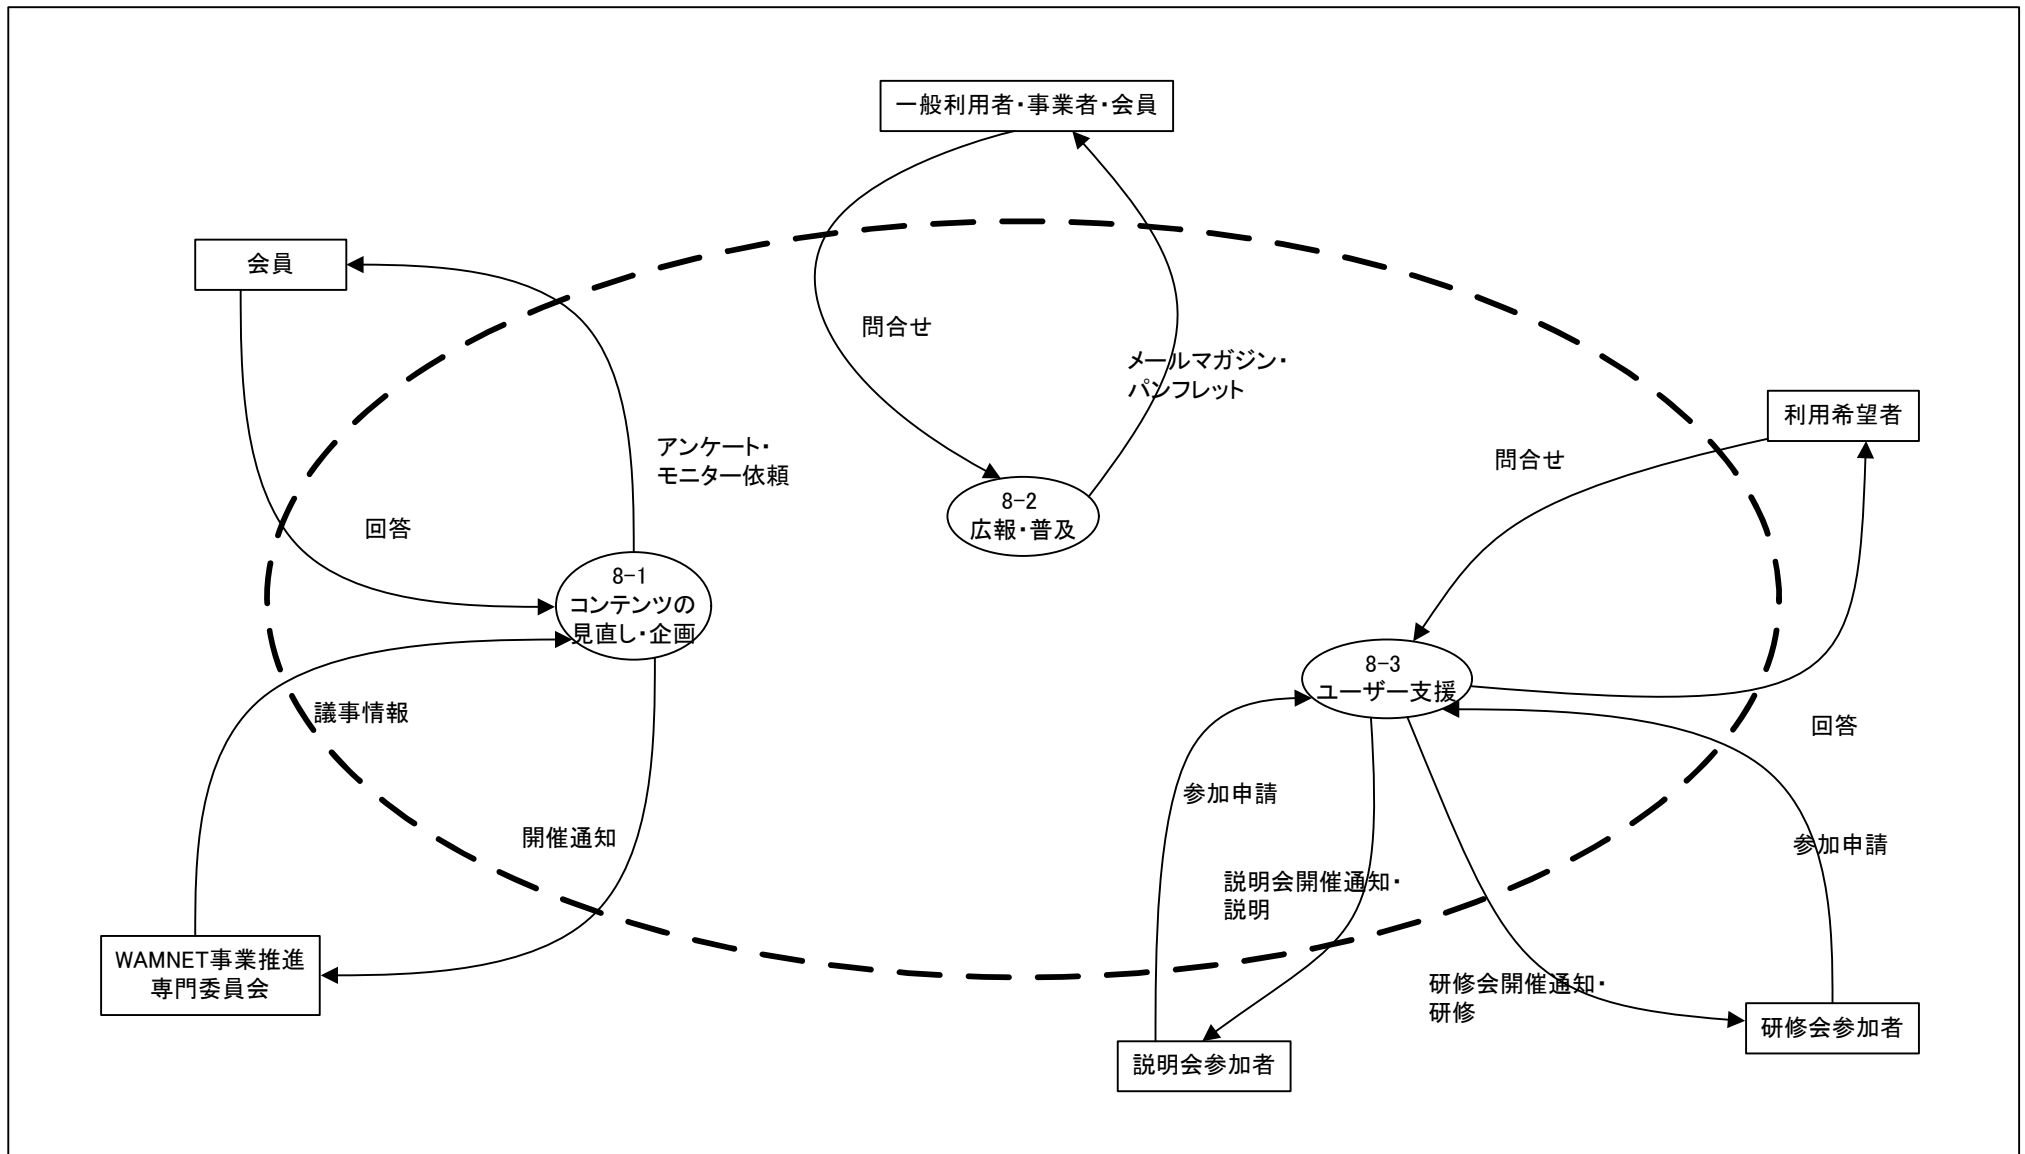 一般利用者・事業者・会員
会員
問合せ
メールマガジン・
パンフレット
利用希望者
問合せ
アンケート・
モニター依頼
回答
8-2
広報・普及
8-1
コンテンツの
見直し・企画
8-3
ユーザー支援
議事情報
回答
参加申請
開催通知
参加申請
説明会開催通知・
説明
WAMNET事業推進
専門委員会
研修会開催通知・
研修
研修会参加者
説明会参加者